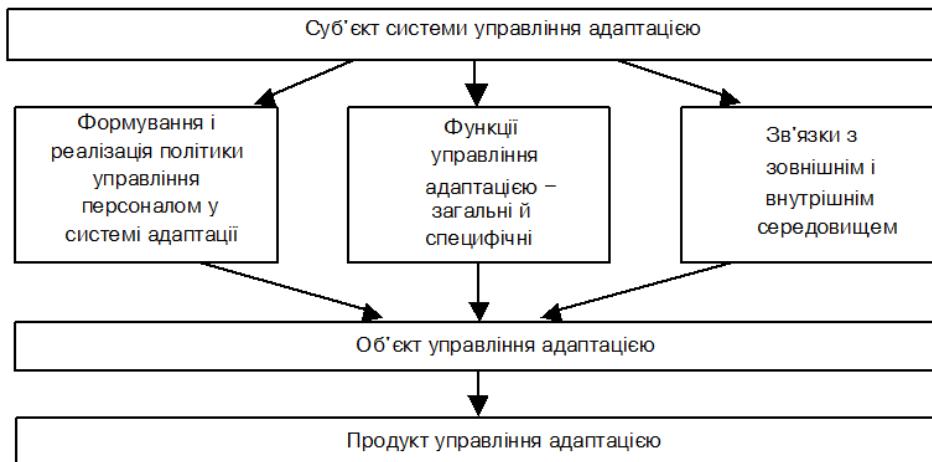 Суб’єкт системи управління адаптацією
Формування і
реалізація політики
управління
персоналом у
системі адаптації
Функції
управління
адаптацією –
загальні й
специфічні
Зв’язки з
зовнішнім і
внутрішнім
середовищем
Об’єкт управління адаптацією
Продукт управління адаптацією